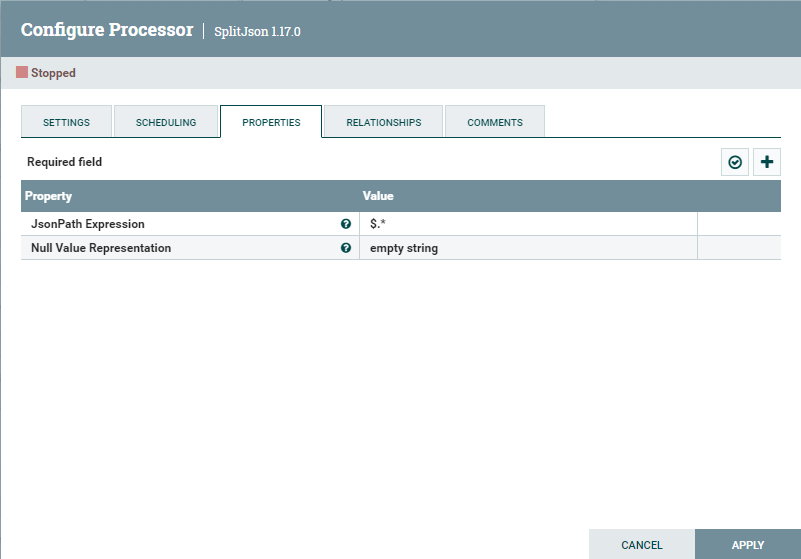 Configure Processor | SplitJson 1.17.0
Stopped
SETTINGS SCHEDULING PROPERTIES RELATIONSHIPS COMMENTS
Required field
Property Value
JsonPath Expression $.*
Null Value Representation empty string
CANCEL APPLY